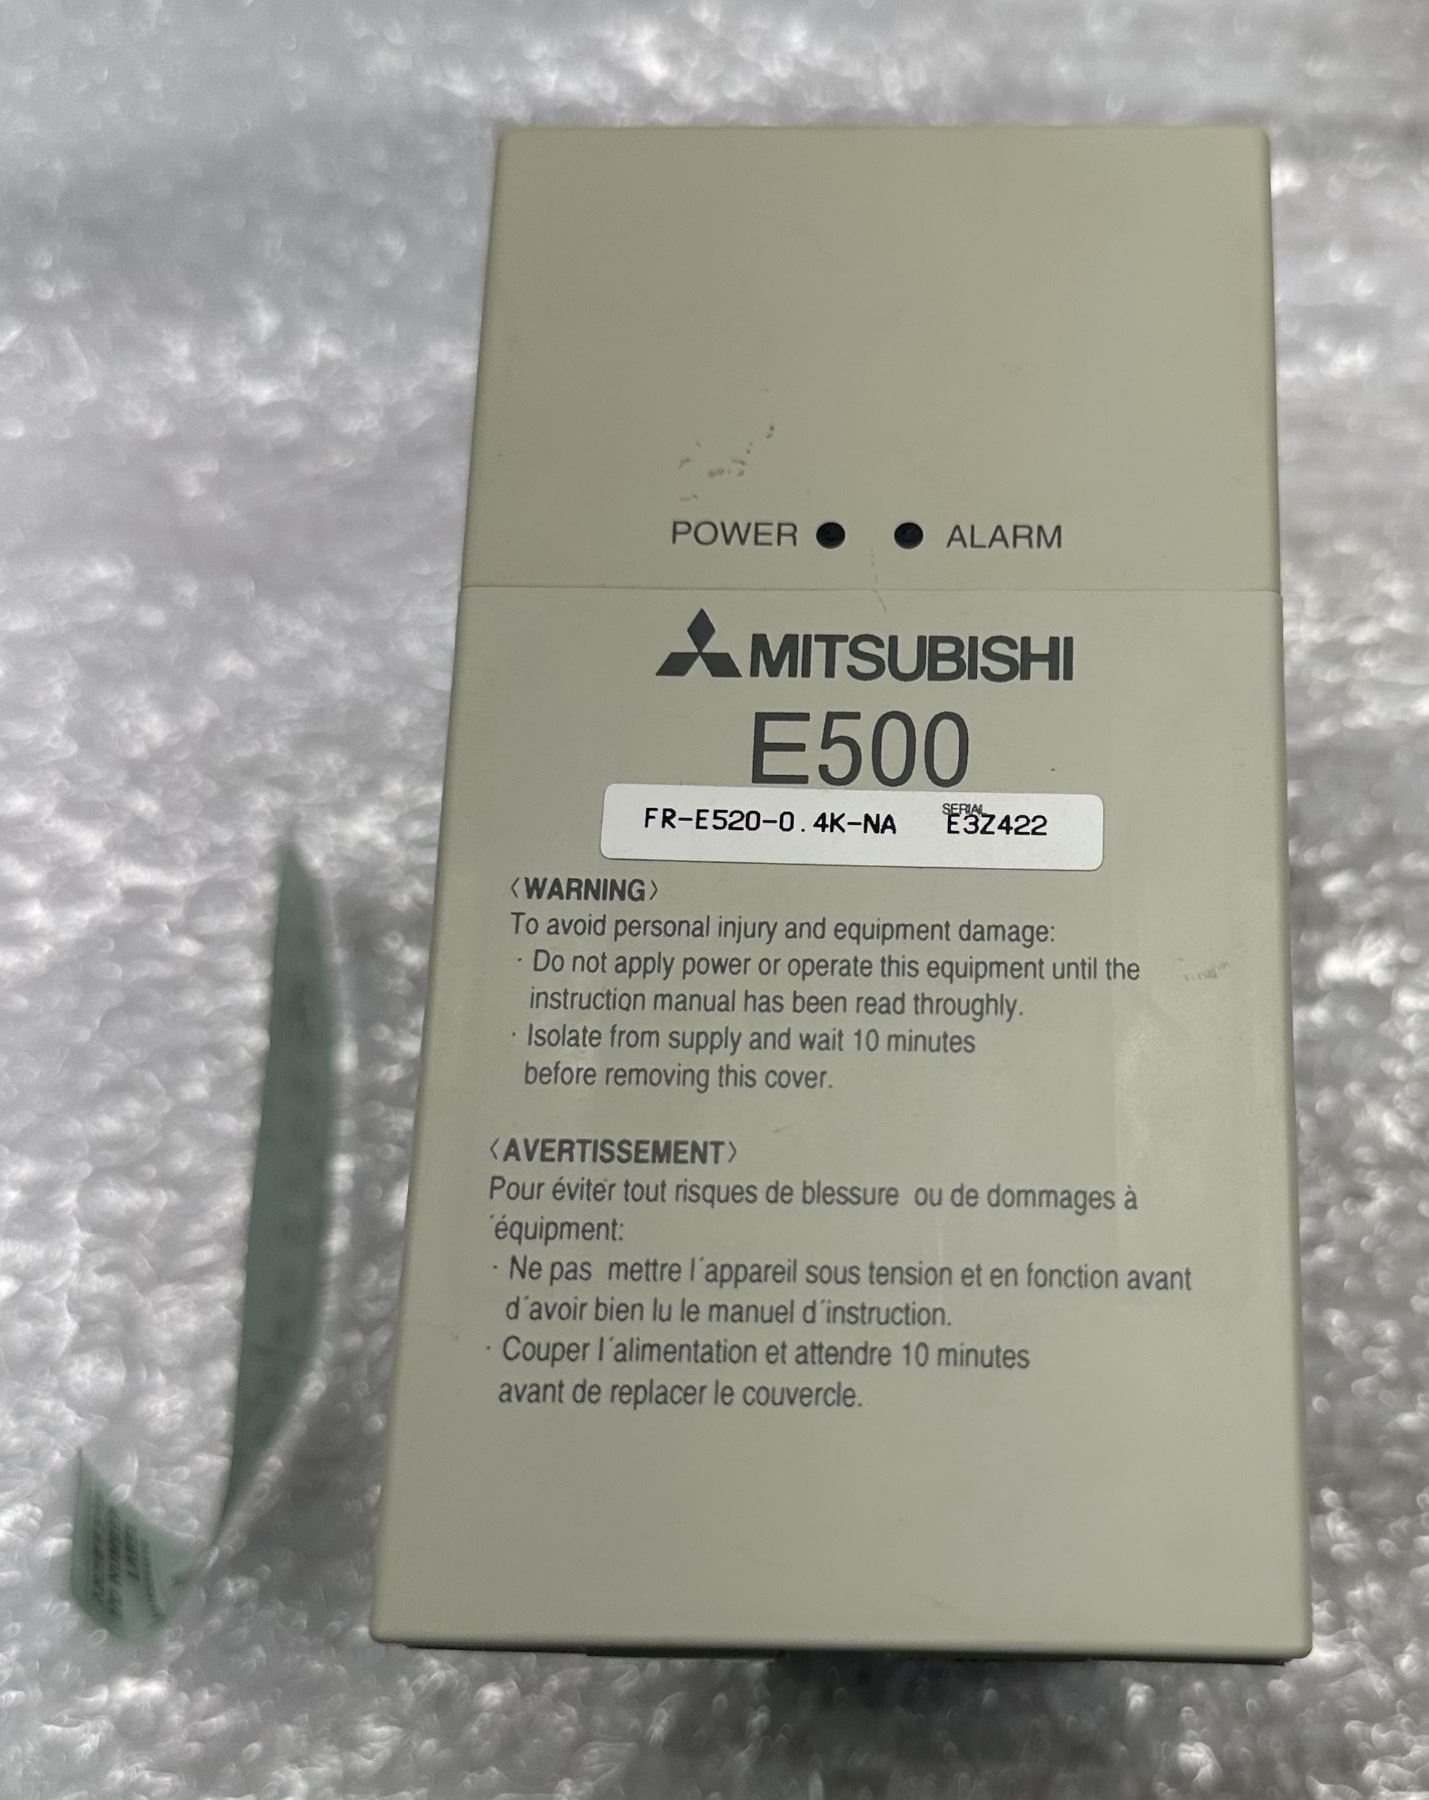 POWER ALARM
MITSUBISHI
E500
FR-E520-0.4K-NA SERIAL E3Z422
〈WARNING〉
To avoid personal injury and equipment damage:
· Do not apply power or operate this equipment until the
instruction manual has been read throughly.
· Isolate from supply and wait 10 minutes
before removing this cover.
〈AVERTISSEMENT〉
Pour éviter tout risques de blessure ou de dommages à
´équipment:
· Ne pas mettre l´appareil sous tension et en fonction avant
d´avoir bien lu le manuel d´instruction.
· Couper l´alimentation et attendre 10 minutes
avant de replacer le couvercle.